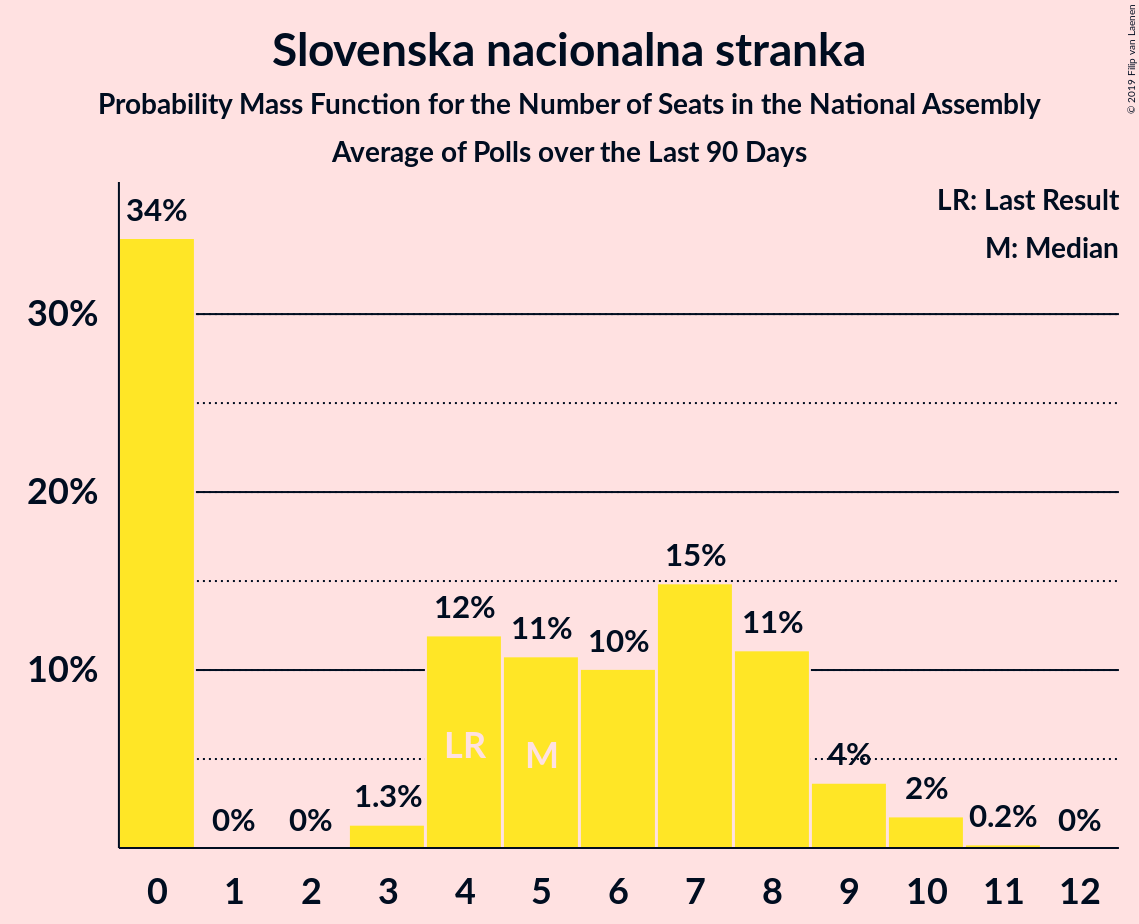 Slovenska nacionalna stranka
Probability Mass Function for the Number of Seats in the National Assembly
Average of Polls over the Last 90 Days
© 2019 Filip van Laenen
LR: Last Result
M: Median
34%
30%
20%
15%
12%
11%
10%
11%
10%
LR
M
4%
2%
1.3%
0%
0%
0.2%
0%
0 1 2 3 4 5 6 7 8 9 10 11 12